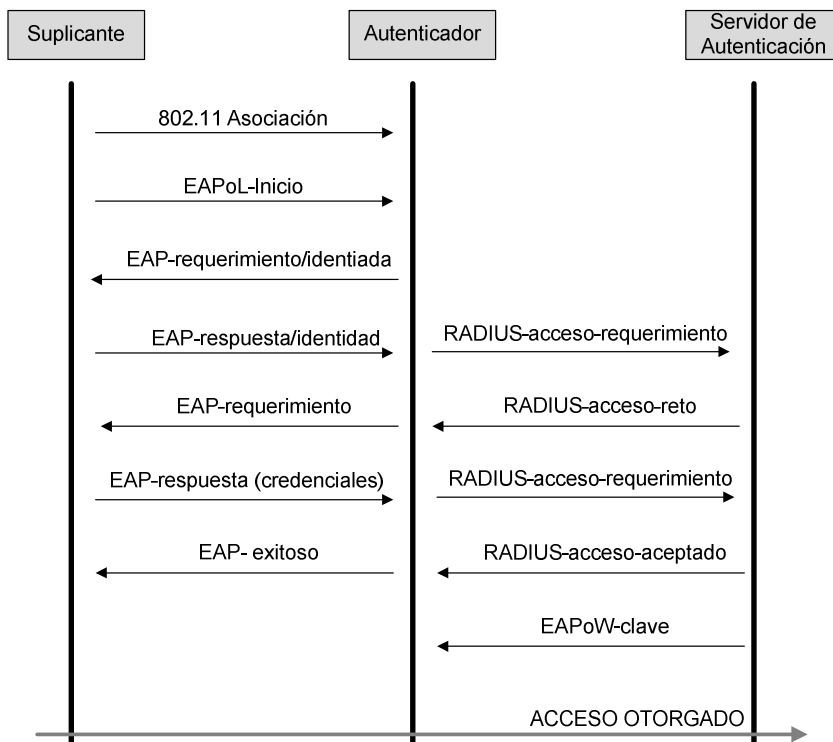 Suplicante
Autenticador
Servidor de
Autenticación
802.11 Asociación
EAPoL-Inicio
EAP-requerimiento/identiada
EAP-respuesta/identidad
RADIUS-acceso-requerimiento
EAP-requerimiento
RADIUS-acceso-reto
EAP-respuesta (credenciales)
RADIUS-acceso-requerimiento
EAP- exitoso
RADIUS-acceso-aceptado
EAPoW-clave
ACCESO OTORGADO